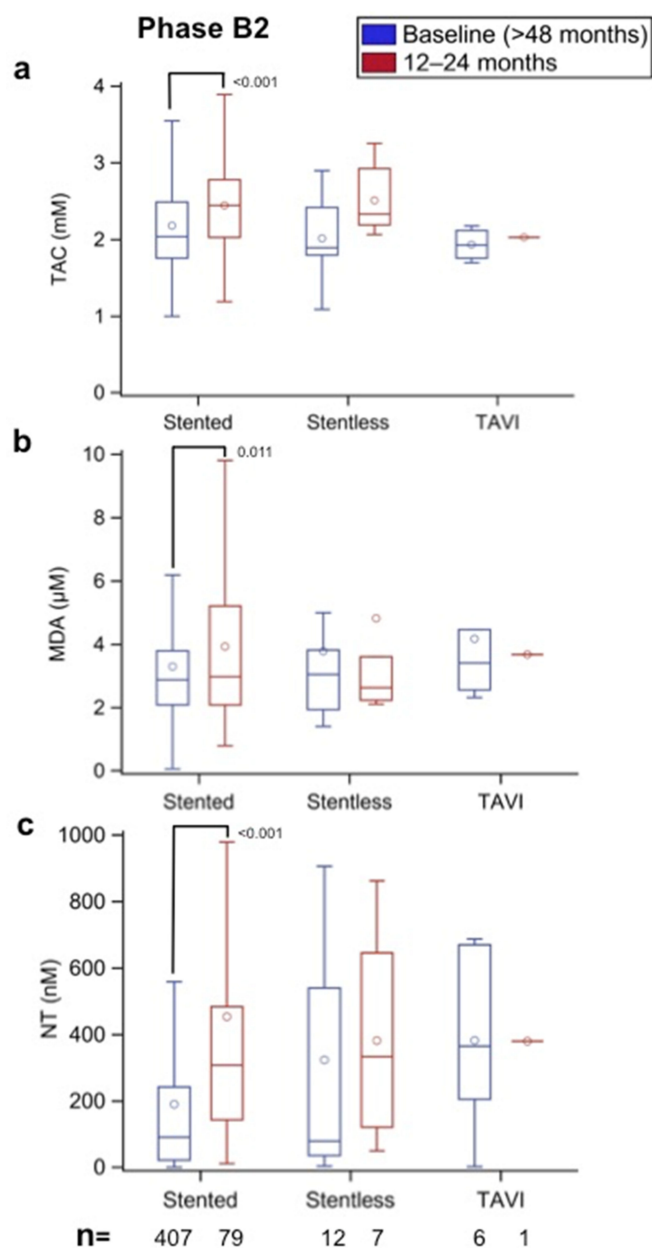 Phase B2
Baseline (>48 months)
12–24 months
a
TAC (mM)
4
3
2
1
0
<0.001
Stented Stentless TAVI
b
MDA (µM)
10
8
6
4
2
0
0.011
Stented Stentless TAVI
c
NT (nM)
1000
800
600
400
200
0
<0.001
Stented Stentless TAVI
n= 407 79 12 7 6 1